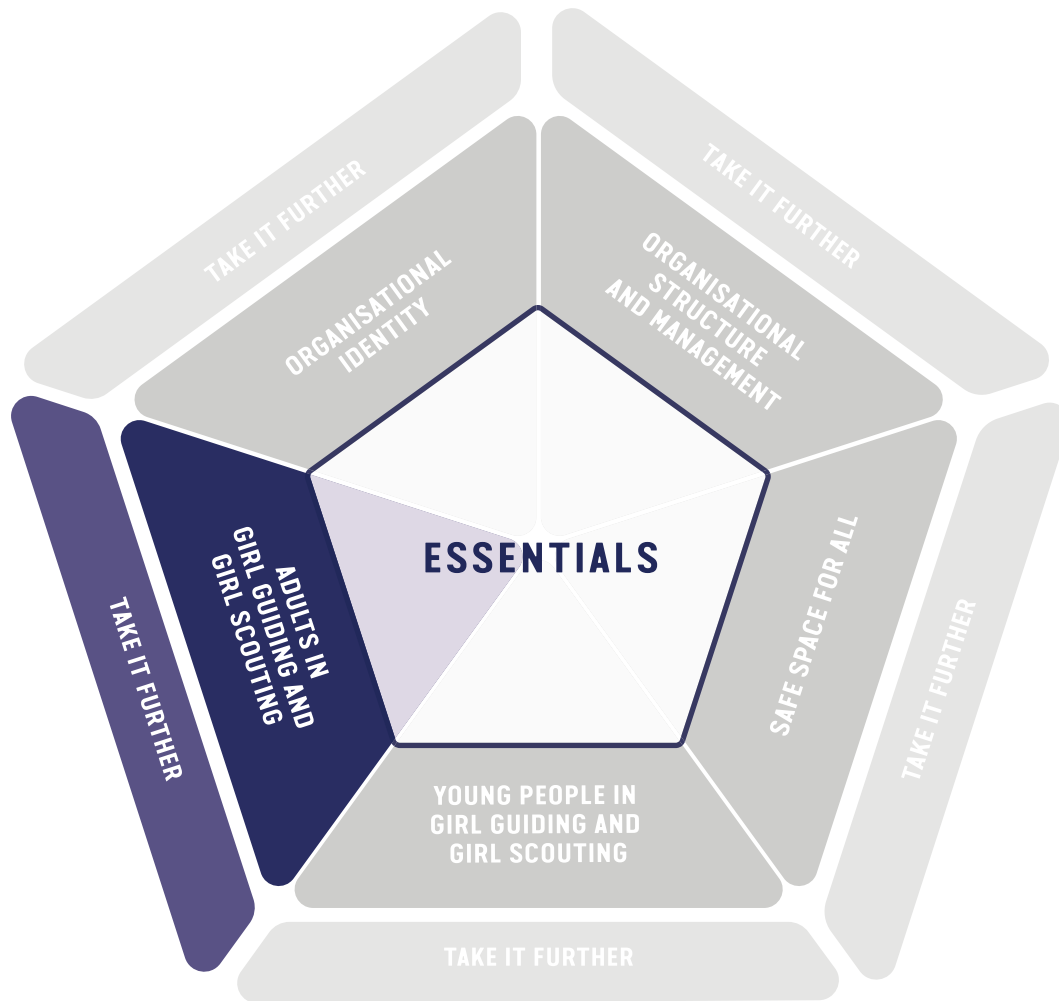 TAKE IT FURTHER
TAKE IT FURTHER
ORGANISATIONAL
IDENTITY
ORGANISATIONAL
STRUCTURE
AND MANAGEMENT
ESSENTIALS
ADULTS IN
GIRL GUIDING AND
GIRL SCOUTING
SAFE SPACE FOR ALL
TAKE IT FURTHER
TAKE IT FURTHER
YOUNG PEOPLE IN
GIRL GUIDING AND
GIRL SCOUTING
TAKE IT FURTHER